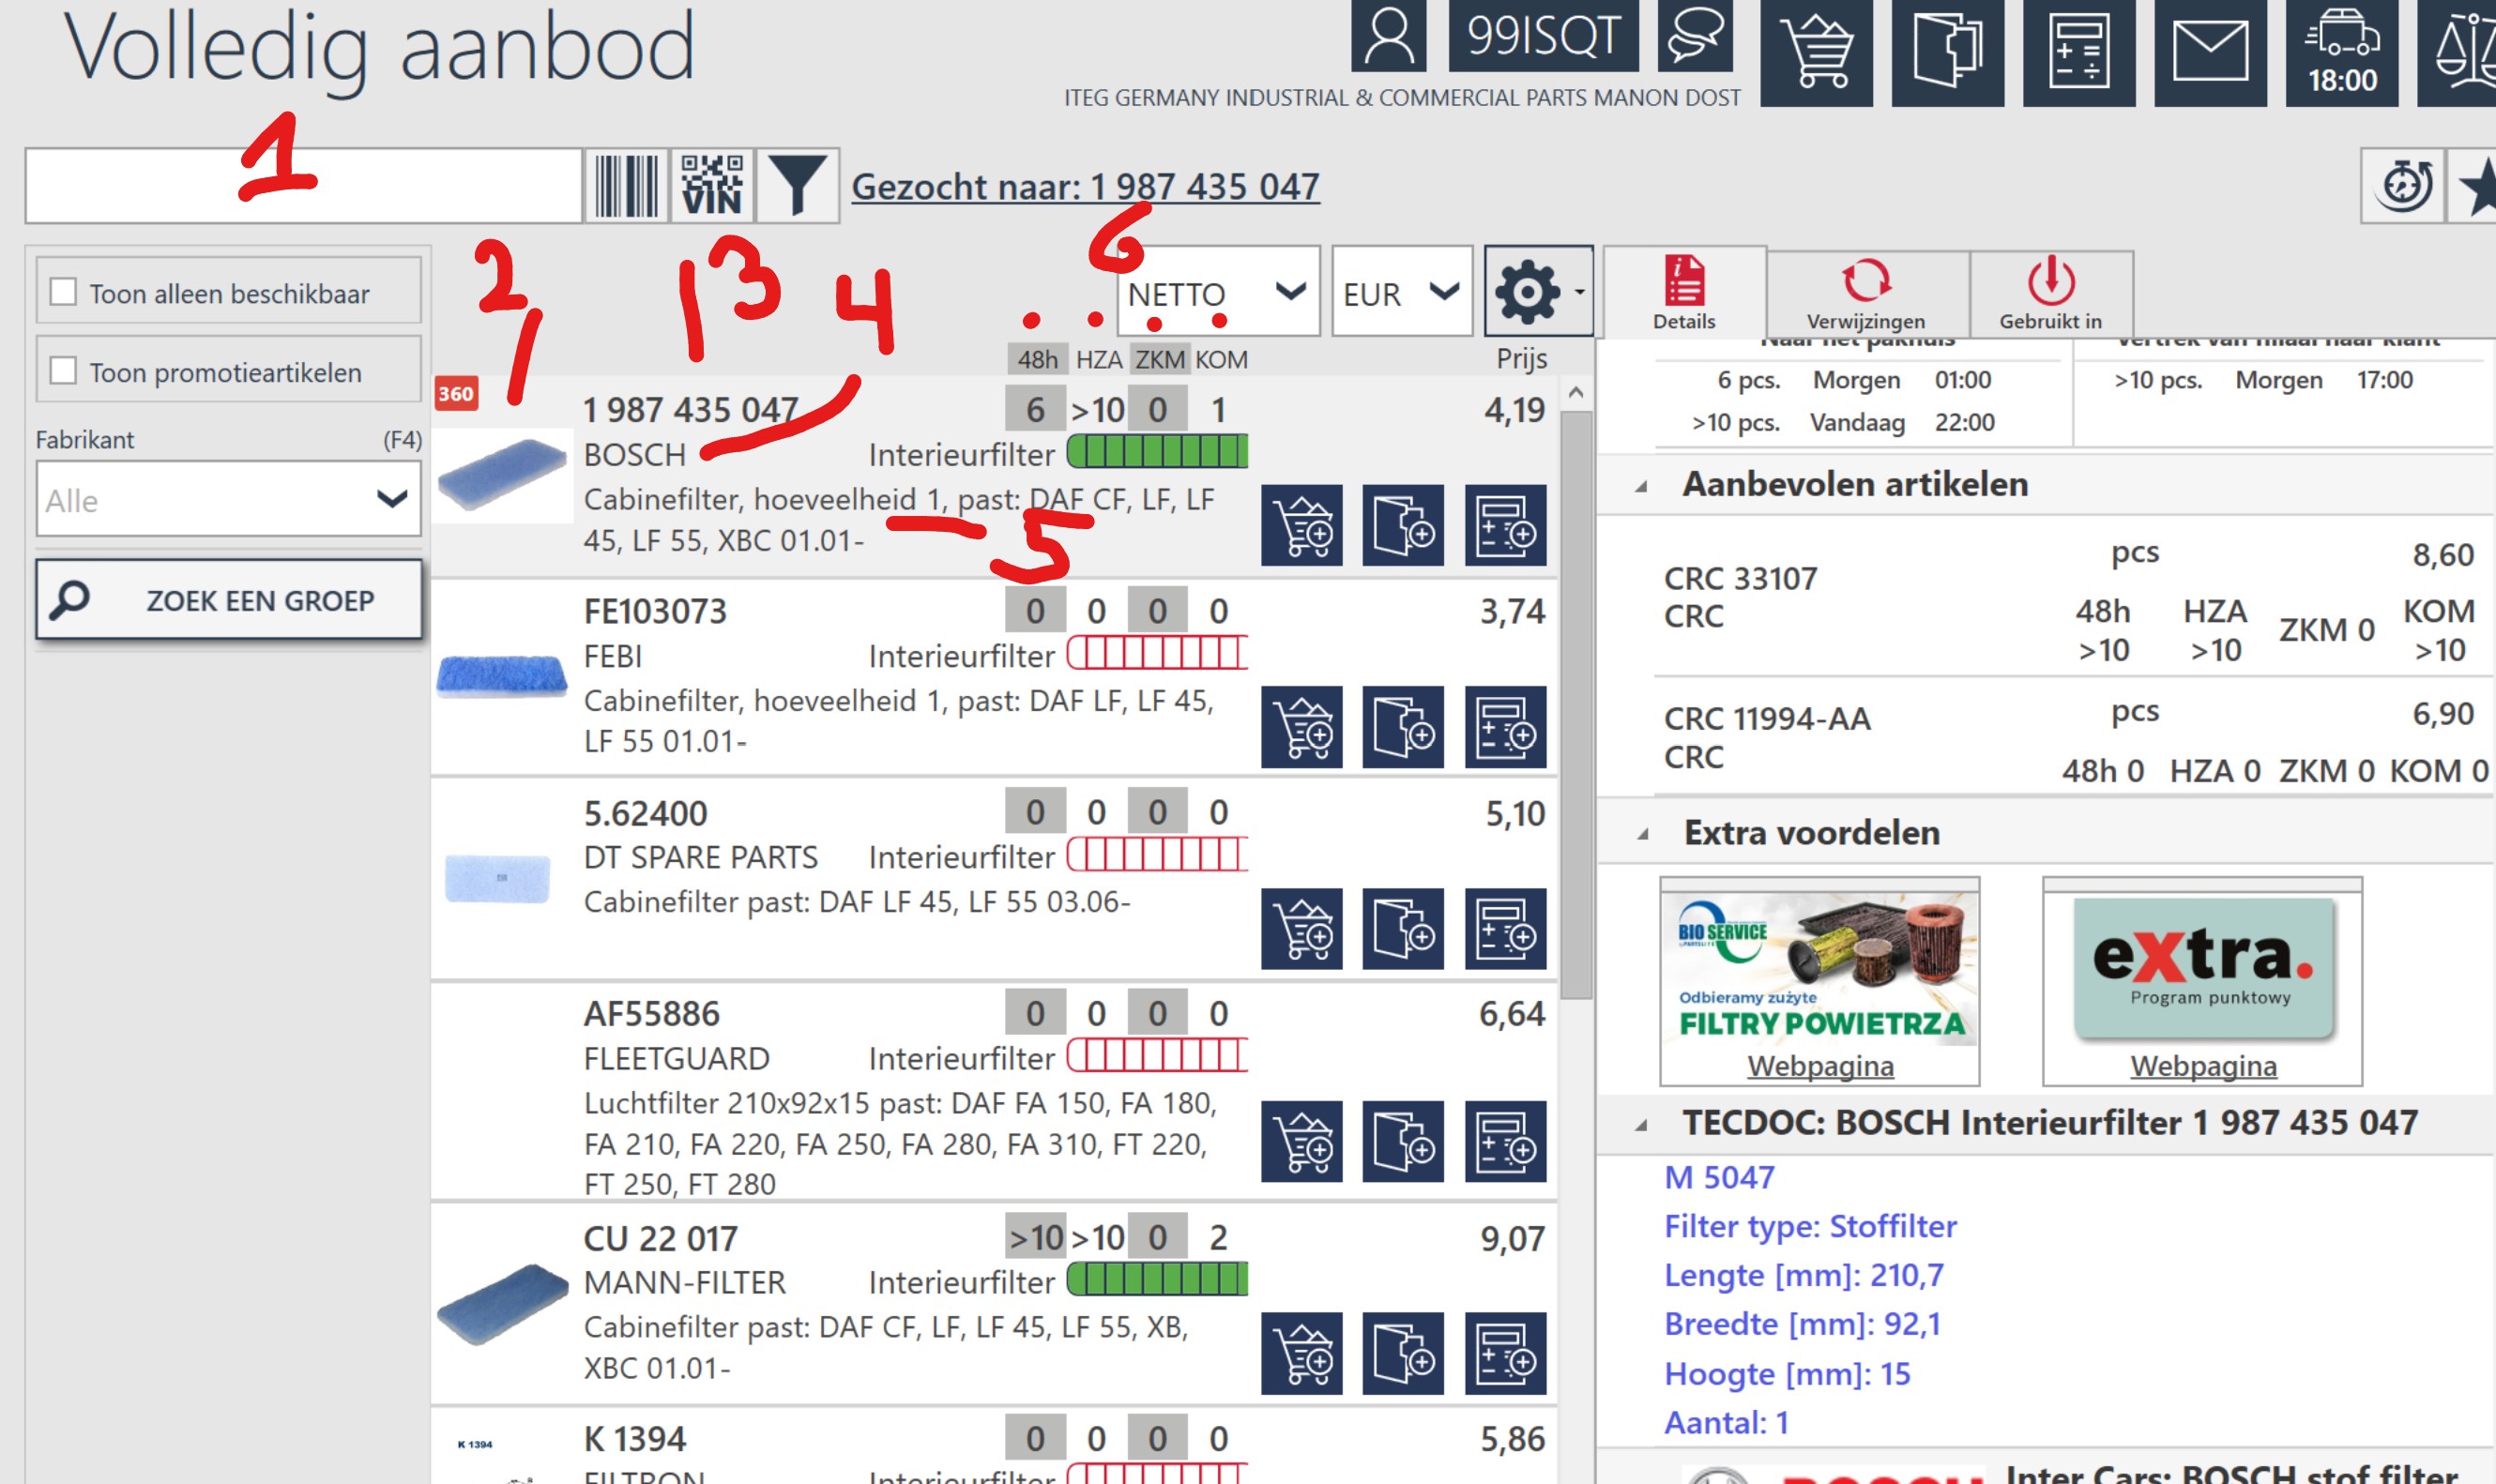 Volledig aanbod
99ISQT
18:00
ITEG GERMANY INDUSTRIAL & COMMERCIAL PARTS MANON DOST
1
VIN
Gezocht naar: 1 987 435 047
2
3
4
6
NETTO
EUR
Toon alleen beschikbaar
Toon promotieartikelen
Fabrikant (F4)
Alle
ZOEK EEN GROEP
48h HZA ZKM KOM Prijs
360
1 987 435 047 6 >10 0 1 4,19
BOSCH Interieurfilter
Cabinefilter, hoeveelheid 1, past: DAF CF, LF, LF
45, LF 55, XBC 01.01-
5
FE103073 0 0 0 0 3,74
FEBI Interieurfilter
Cabinefilter, hoeveelheid 1, past: DAF LF, LF 45,
LF 55 01.01-
5.62400 0 0 0 0 5,10
DT SPARE PARTS Interieurfilter
Cabinefilter past: DAF LF 45, LF 55 03.06-
AF55886 0 0 0 0 6,64
FLEETGUARD Interieurfilter
Luchtfilter 210x92x15 past: DAF FA 150, FA 180,
FA 210, FA 220, FA 250, FA 280, FA 310, FT 220,
FT 250, FT 280
CU 22 017 >10 >10 0 2 9,07
MANN-FILTER Interieurfilter
Cabinefilter past: DAF CF, LF, LF 45, LF 55, XB,
XBC 01.01-
K 1394
K 1394 0 0 0 0 5,86
FILTRON Interieurfilter
Details
Verwijzingen
Gebruikt in
Naar het pakhuis
Vertrek van filiaal naar klant
6 pcs. Morgen 01:00
>10 pcs. Morgen 17:00
>10 pcs. Vandaag 22:00
Aanbevolen artikelen
pcs 8,60
CRC 33107
CRC
48h HZA ZKM 0 KOM
>10 >10 >10
CRC 11994-AA pcs 6,90
CRC
48h 0 HZA 0 ZKM 0 KOM 0
Extra voordelen
BIO SERVICE
Odbieramy zużyte
FILTRY POWIETRZA
Webpagina
extra.
Program punktowy
Webpagina
TECDOC: BOSCH Interieurfilter 1 987 435 047
M 5047
Filter type: Stoffilter
Lengte [mm]: 210,7
Breedte [mm]: 92,1
Hoogte [mm]: 15
Aantal: 1
BOSCH
Inter Cars: BOSCH stof filter